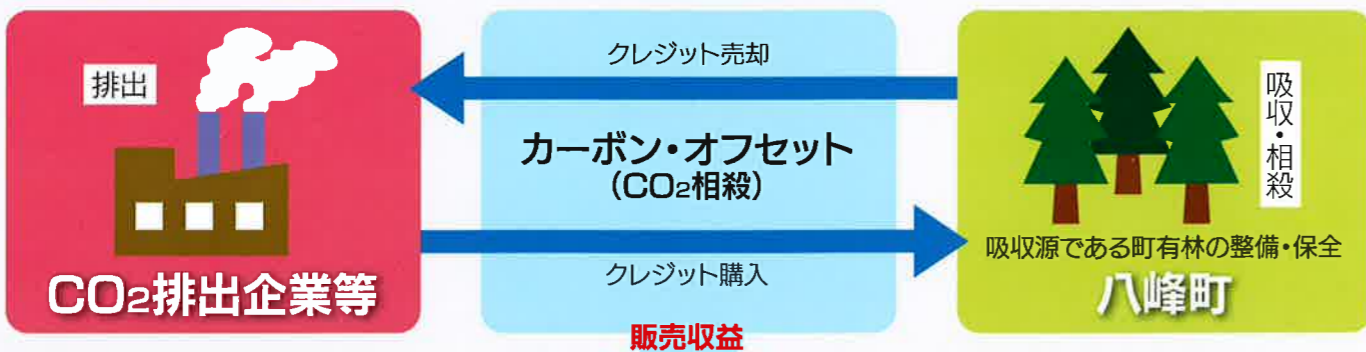 排出
CO2排出企業等
クレジット売却
カーボン・オフセット
(CO2相殺)
クレジット購入
販売収益
吸収・相殺
吸収源である町有林の整備・保全
八峰町